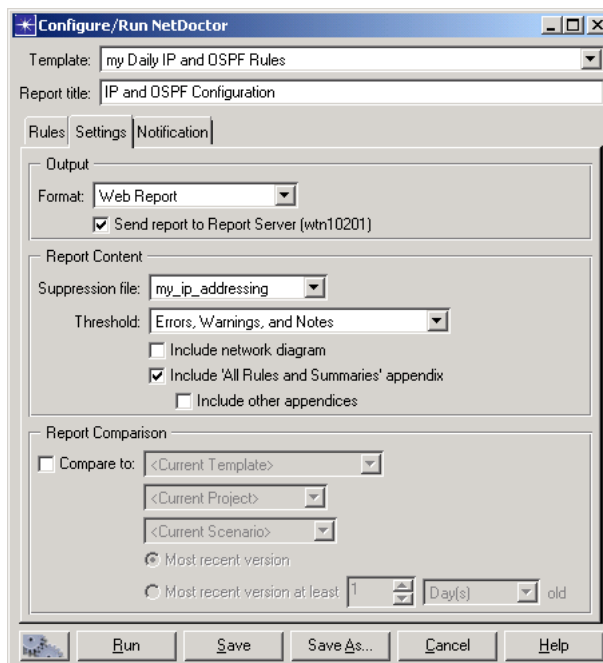 Configure/Run NetDoctor
Template: my Daily IP and OSPF Rules
Report title: IP and OSPF Configuration
Rules Settings Notification
Output
Format: Web Report
Send report to Report Server (wtn10201)
Report Content
Suppression file: my_ip_addressing
Threshold: Errors, Warnings, and Notes
Include network diagram
Include 'All Rules and Summaries' appendix
Include other appendices
Report Comparison
Compare to: <Current Template>
<Current Project>
<Current Scenario>
Most recent version
Most recent version at least 1 Day(s) old
Run Save Save As... Cancel Help